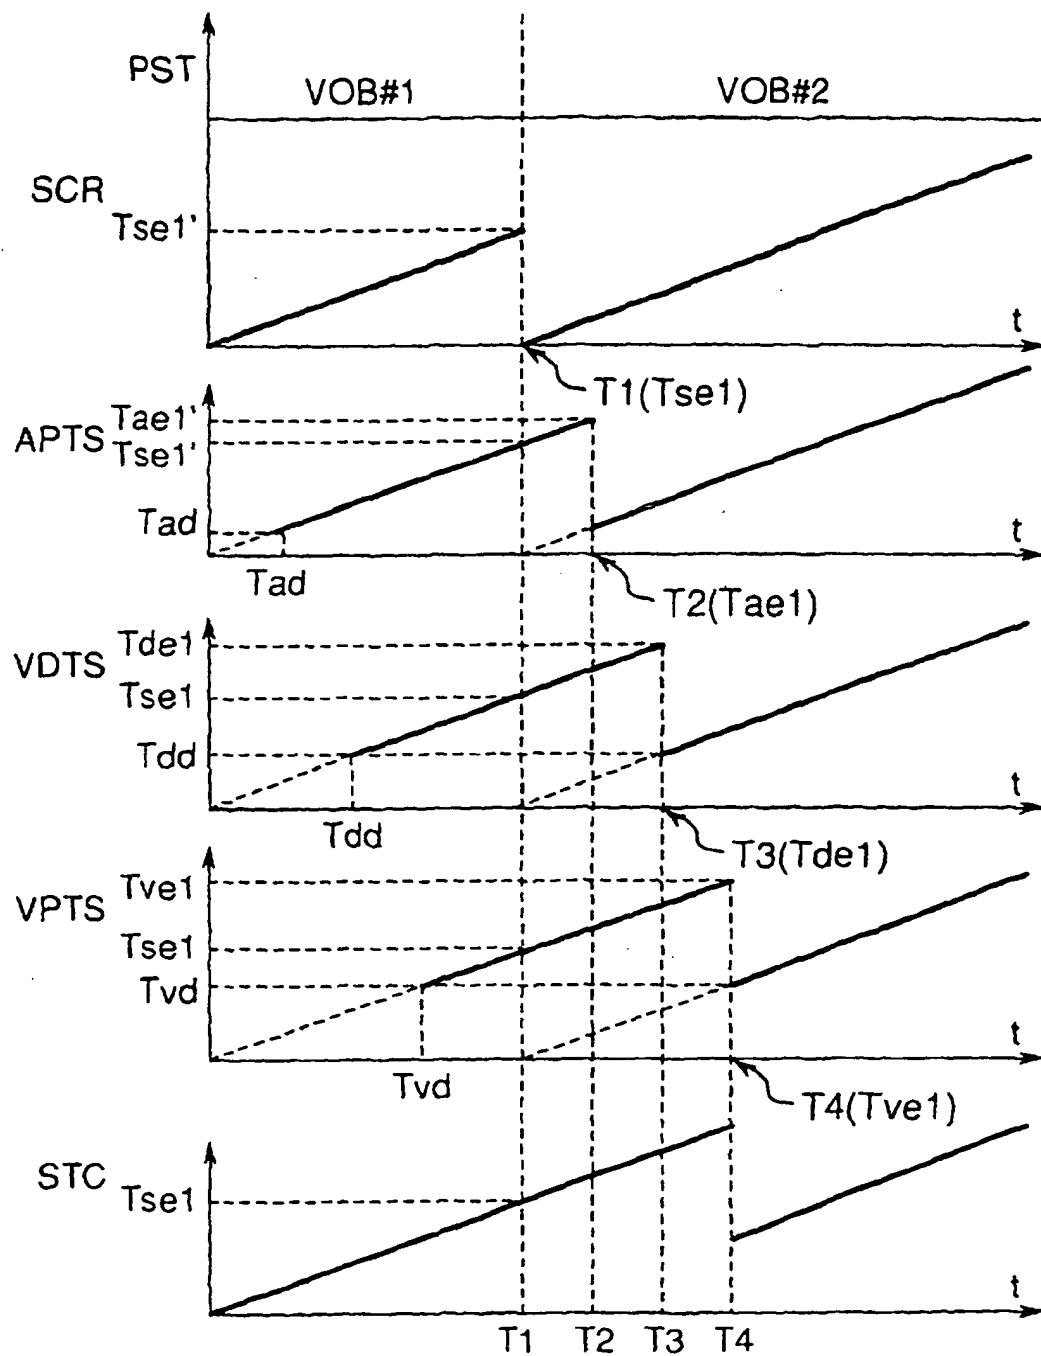 PST
VOB#1 VOB#2
SCR
Tse1'
t
T1(Tse1)
Tae1'
APTS
Tse1'
Tad
t
Tad
T2(Tae1)
Tde1
VDTS
Tse1
Tdd
t
Tdd
T3(Tde1)
Tve1
VPTS
Tse1
Tvd
t
Tvd
T4(Tve1)
STC
Tse1
t
T1 T2 T3 T4